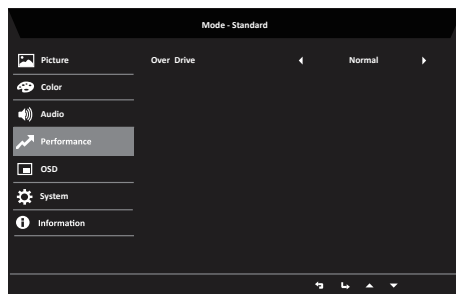 Mode - Standard
Picture
Over Drive Normal
Color
Audio
Performance
OSD
System
Information